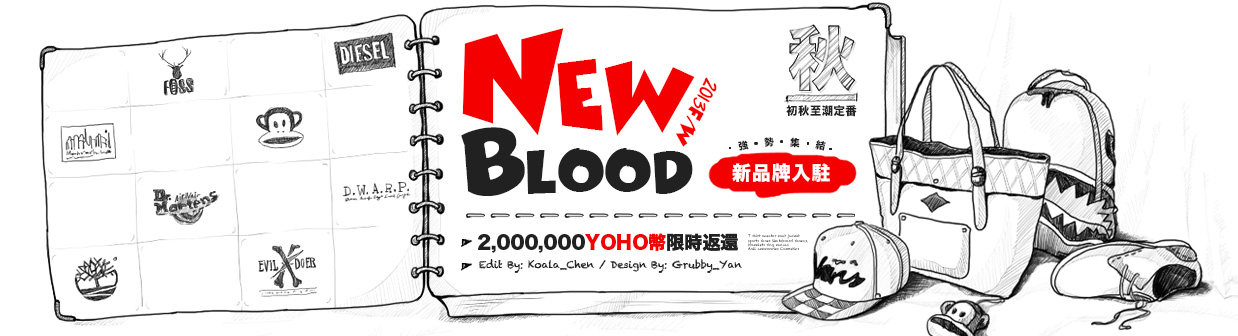 FOSS
DIESEL
Dr.
AirWair
Martens
D.W.A.R.P.
EVIL DOER
NEW
BLOOD
2013F/W
秋
初秋至潮定番
·強·勢·集·結·
新品牌入駐
2,000,000YOHO幣限時返還
Edit By: Koala_Chen / Design By: Grubby_Yan
Vans